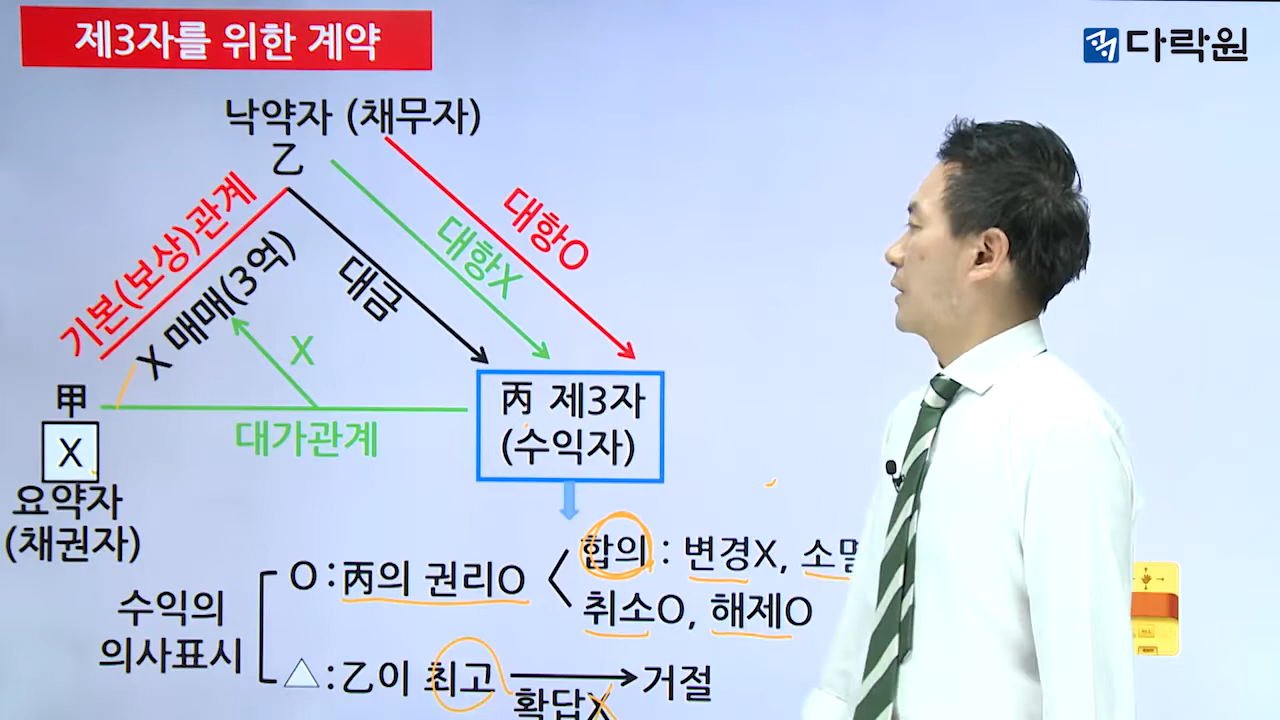 제3자를 위한 계약
다락원
낙약자 (채무자)
乙
기본(보상)관계
X 매매(3억)
대금
대항X
대항O
X
甲
X
요약자
(채권자)
대가관계
丙 제3자
(수익자)
수익의
의사표시
O : 丙의 권리O
합의 : 변경X, 소멸
취소O, 해제O
△ : 乙이 최고
확답X
거절